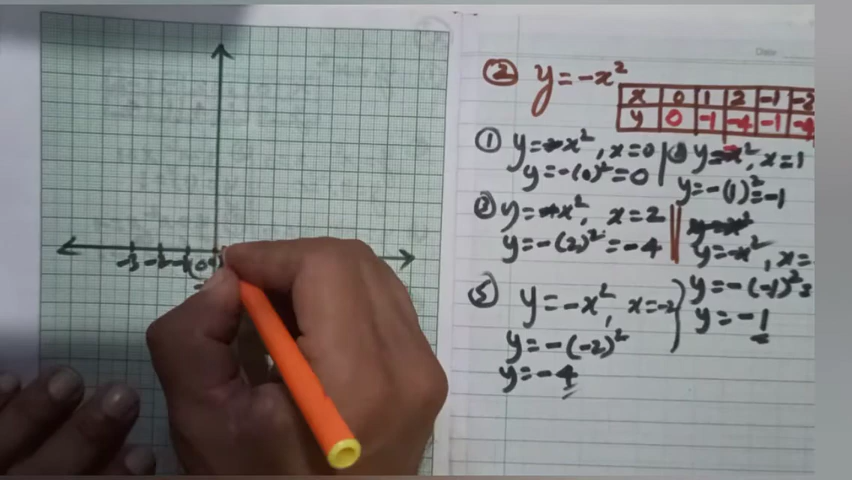 -3 -2 -1 (0
Date
② y = -x²
x 0 1 2 -1 -2
y 0 -1 -4 -1 -4
① y = -x², x = 0
y = -(0)² = 0
② y = -x², x = 1
y = -(1)² = -1
③ y = -x², x = 2
y = -(2)² = -4
y = -x², x =
y = -(-1)²
y = -1
⑤ y = -x², x = -2
y = -(-2)²
y = -4